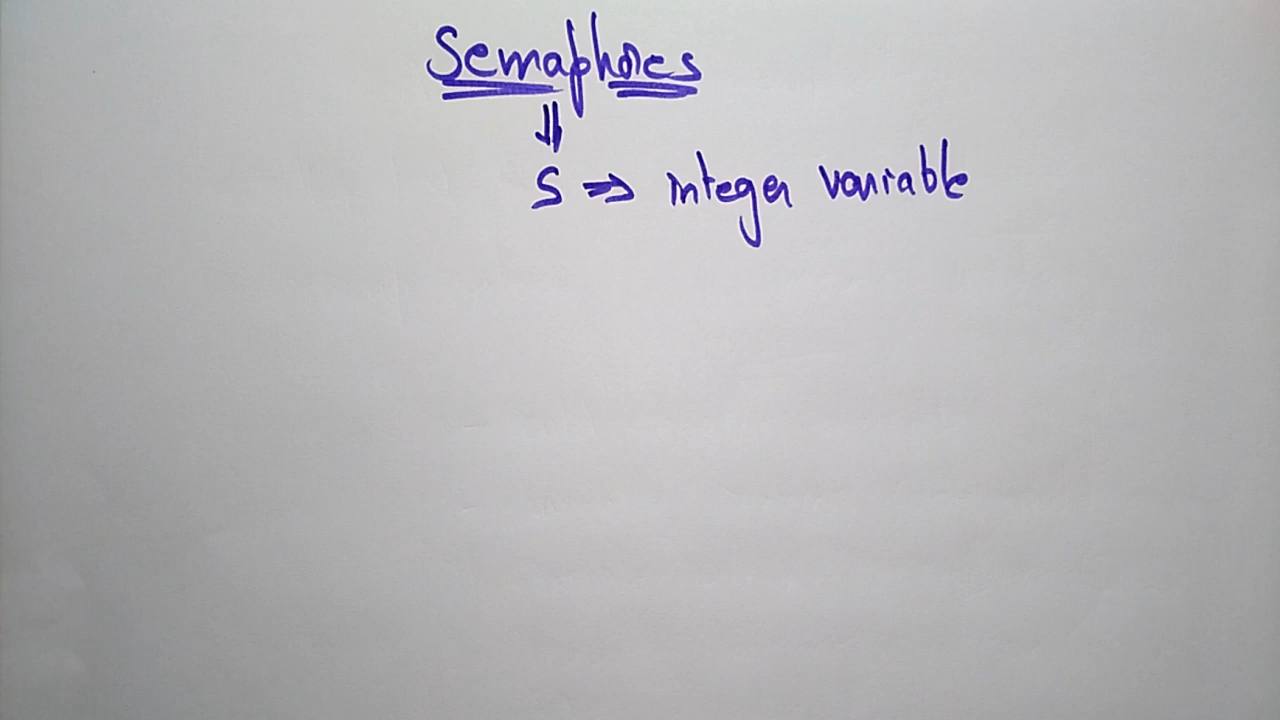 Semaphores
⇓
S ⇒ integer variable